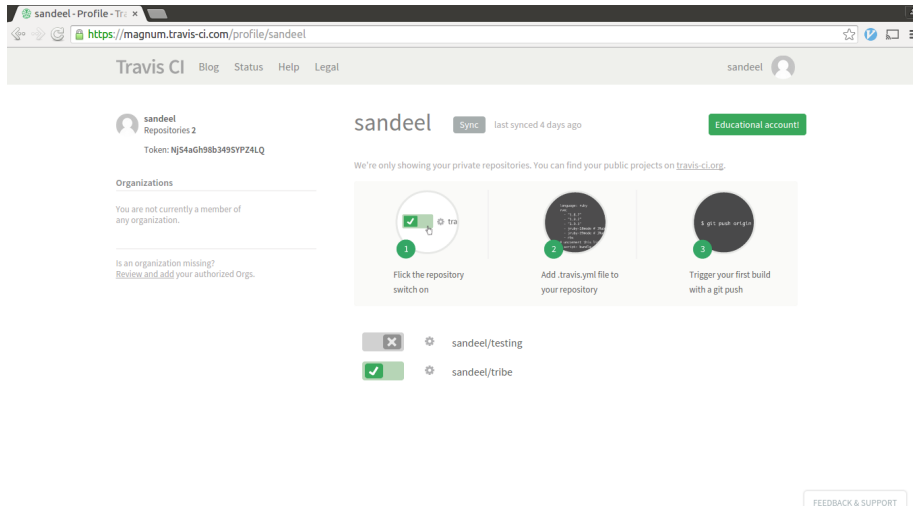 sandeel - Profile - Tra
https://magnum.travis-ci.com/profile/sandeel
Travis CI Blog Status Help Legal
sandeel
sandeel
Repositories 2
Token: NjS4aGh98b349SYPZ4LQ
Organizations
You are not currently a member of
any organization.
Is an organization missing?
Review and add your authorized Orgs.
sandeel Sync last synced 4 days ago
Educational account!
We're only showing your private repositories. You can find your public projects on travis-ci.org.
tra
1
Flick the repository
switch on
language: ruby
2
Add .travis.yml file to
your repository
$ git push origin
3
Trigger your first build
with a git push
sandeel/testing
sandeel/tribe
FEEDBACK & SUPPORT